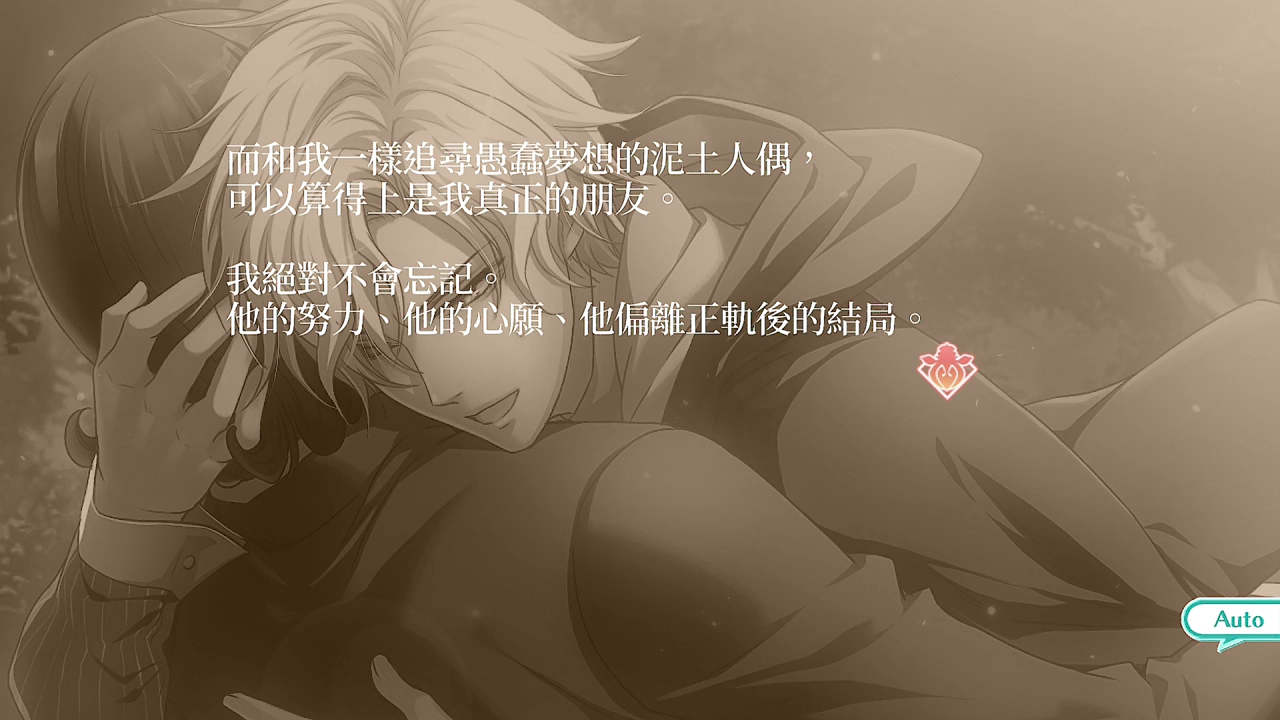 而和我一樣追尋愚蠢夢想的泥土人偶，
可以算得上是我真正的朋友。
我絕對不會忘記。
他的努力、他的心願、他偏離正軌後的結局。
Auto